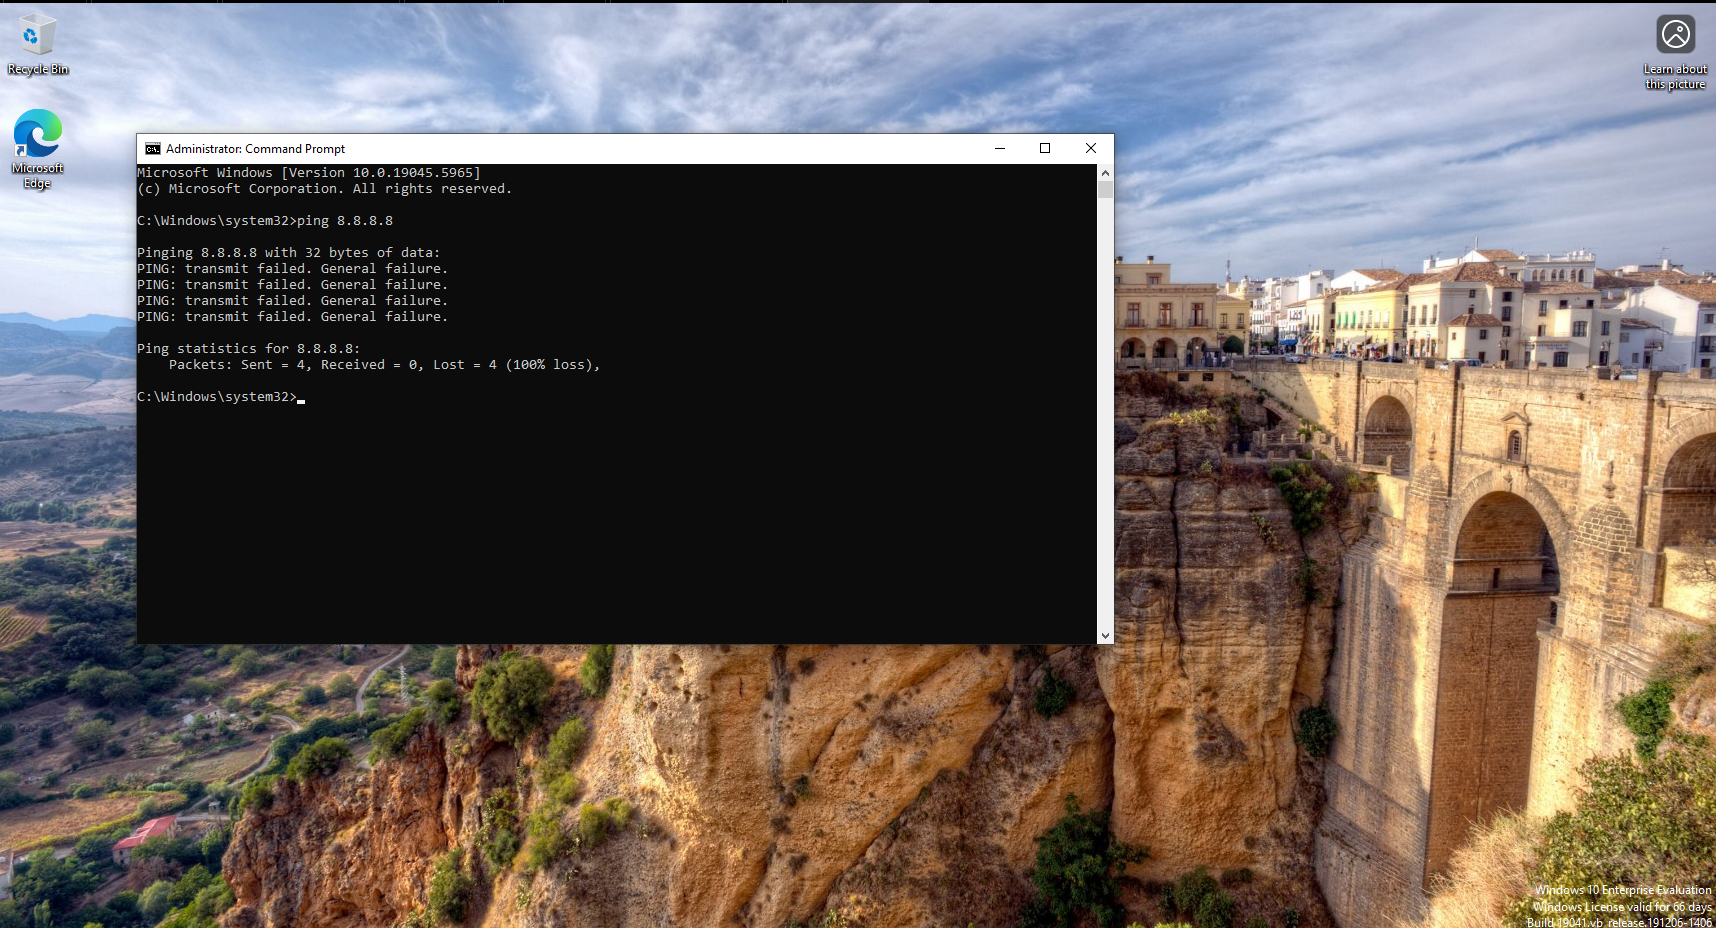 Recycle Bin
Microsoft
Edge
Learn about
this picture
Administrator: Command Prompt
Microsoft Windows [Version 10.0.19045.5965]
(c) Microsoft Corporation. All rights reserved.
C:\Windows\system32>ping 8.8.8.8
Pinging 8.8.8.8 with 32 bytes of data:
PING: transmit failed. General failure.
PING: transmit failed. General failure.
PING: transmit failed. General failure.
PING: transmit failed. General failure.
Ping statistics for 8.8.8.8:
Packets: Sent = 4, Received = 0, Lost = 4 (100% loss),
C:\Windows\system32>
Windows 10 Enterprise Evaluation
Windows License valid for 66 days
Build 19041.vb_release.191206-1406